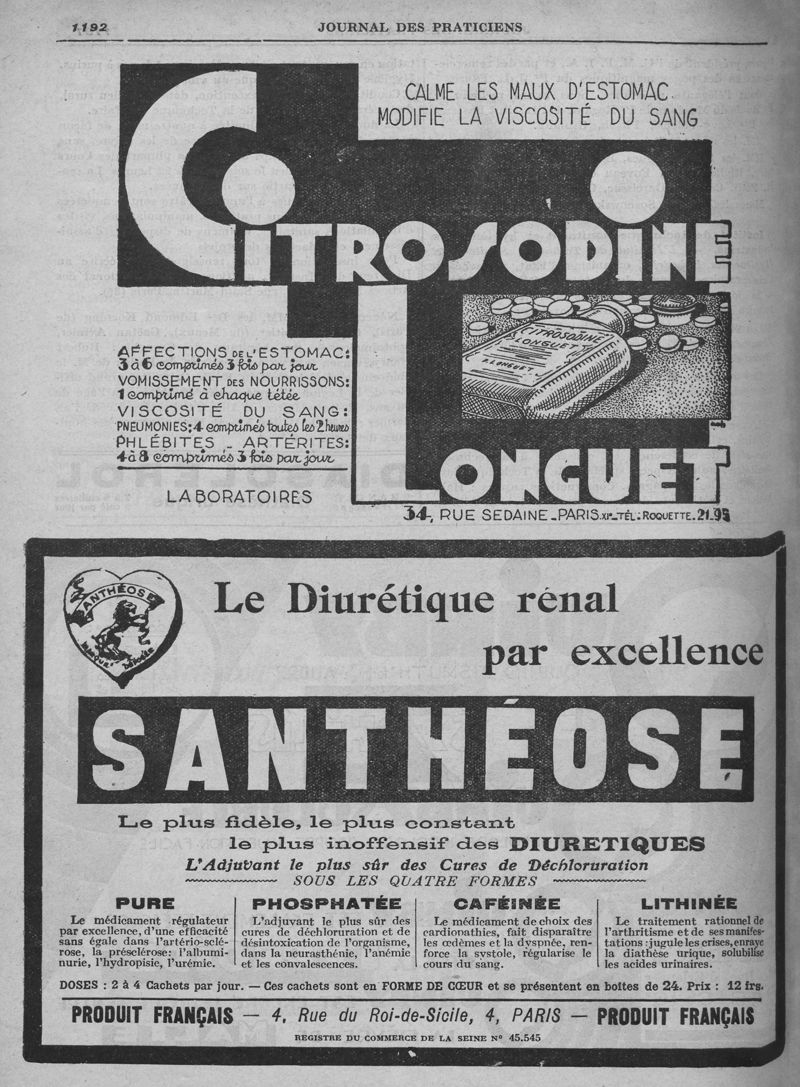 1192
JOURNAL DES PRATICIENS
CALME LES MAUX D'ESTOMAC
MODIFIE LA VISCOSITÉ DU SANG
CITROSODINE
CITROSODINE
LONGUET
LONGUET
AFFECTIONS DE L'ESTOMAC:
3 à 6 comprimés 3 fois par jour
VOMISSEMENT DES NOURRISSONS:
1 comprimé à chaque tétée
VISCOSITÉ DU SANG:
PNEUMONIES: 4 comprimés toutes les 2 heures
PHLÉBITES - ARTÉRITES:
4 à 8 comprimés 3 fois par jour
LABORATOIRES
LONGUET
34, RUE SEDAINE - PARIS.XIe - TÉL: ROQUETTE. 21-95
SANTHÉOSE
MARQUE DÉPOSÉE
Le Diurétique rénal
par excellence
SANTHÉOSE
Le plus fidèle, le plus constant
le plus inoffensif des DIURETIQUES
L'Adjuvant le plus sûr des Cures de Déchloruration
SOUS LES QUATRE FORMES
PURE
Le médicament régulateur
par excellence, d'une efficacité
sans égale dans l'artério-sclé-
rose, la présclérose: l'albumi-
nurie, l'hydropisie, l'urémie.
PHOSPHATÉE
L'adjuvant le plus sûr des
cures de déchloruration et de
désintoxication de l'organisme,
dans la neurasthénie, l'anémie
et les convalescences.
CAFÉINÉE
Le médicament de choix des
cardiopathies, fait disparaître
les œdèmes et la dyspnée, ren-
force la systole, régularise le
cours du sang.
LITHINÉE
Le traitement rationnel de
l'arthritisme et de ses manifes-
tations: jugule les crises, enraye
la diathèse urique, solubilise
les acides urinaires.
DOSES : 2 à 4 Cachets par jour. — Ces cachets sont en FORME DE CŒUR et se présentent en boîtes de 24. Prix : 12 frs.
PRODUIT FRANÇAIS — 4, Rue du Roi-de-Sicile, 4, PARIS — PRODUIT FRANÇAIS
REGISTRE DU COMMERCE DE LA SEINE N° 45.545